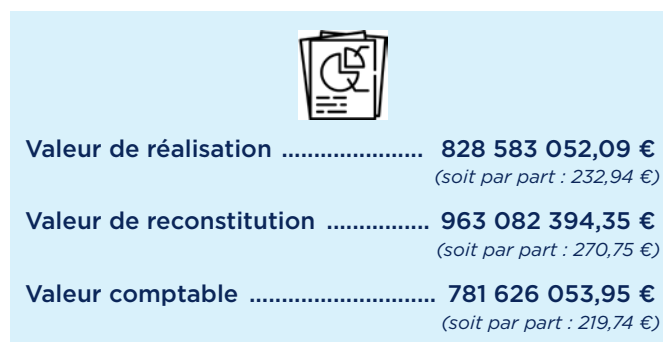 Valeur de réalisation ...................... 828 583 052,09 €
(soit par part : 232,94 €)
Valeur de reconstitution ................ 963 082 394,35 €
(soit par part : 270,75 €)
Valeur comptable ............................. 781 626 053,95 €
(soit par part : 219,74 €)